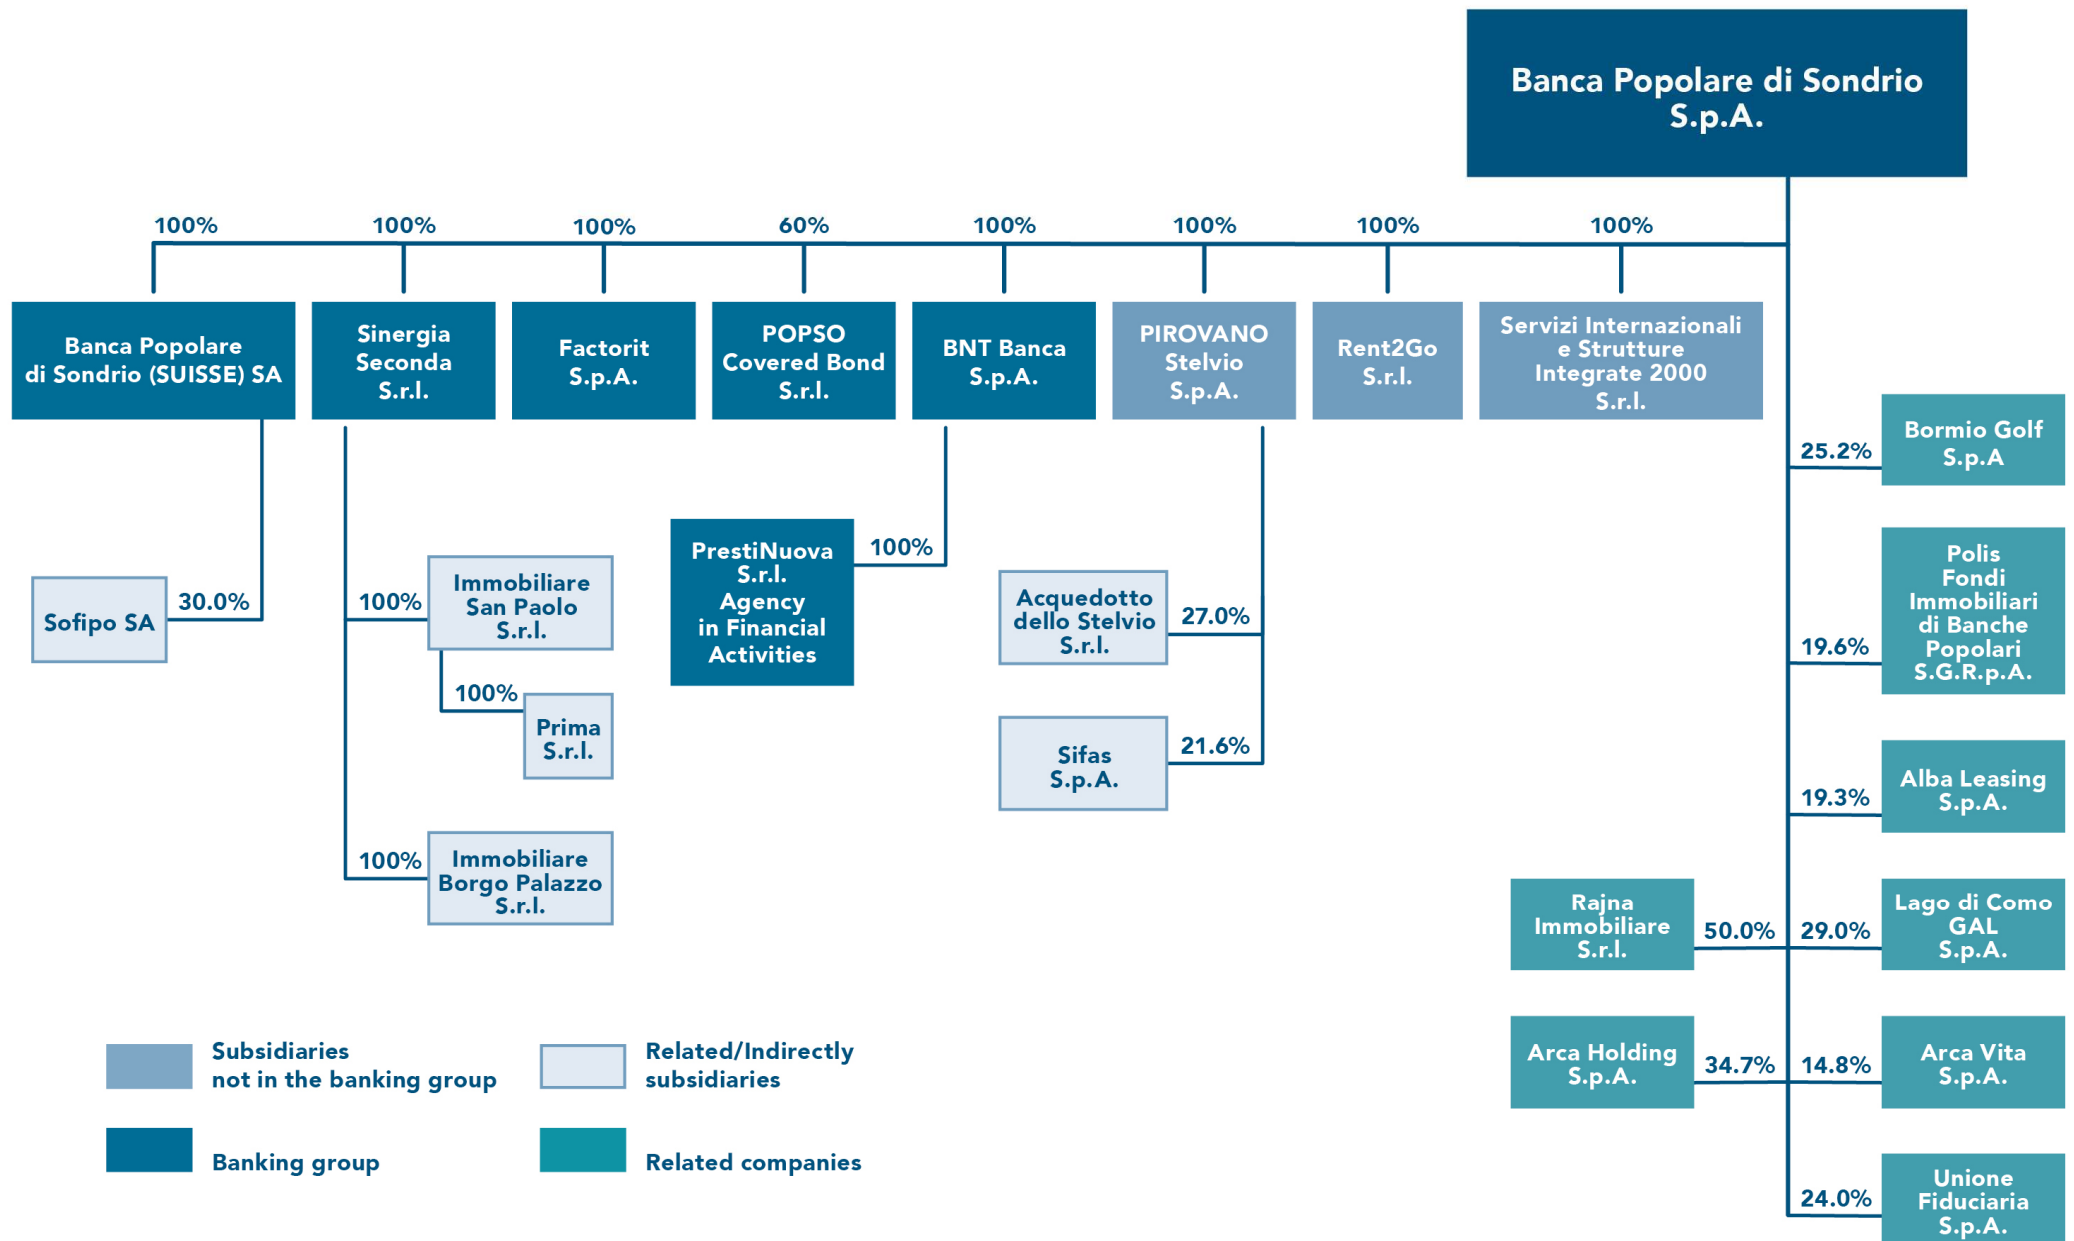 Banca Popolare di Sondrio
S.p.A.
100%
100%
100%
60%
100%
100%
100%
100%
Banca Popolare
di Sondrio (SUISSE) SA
Sinergia
Seconda
S.r.l.
Factorit
S.p.A.
POPSO
Covered Bond
S.r.l.
BNT Banca
S.p.A.
PIROVANO
Stelvio
S.p.A.
Rent2Go
S.r.l.
Servizi Internazionali
e Strutture
Integrate 2000
S.r.l.
25.2%
Bormio Golf
S.p.A
Sofipo SA
30.0%
100%
Immobiliare
San Paolo
S.r.l.
100%
Prima
S.r.l.
100%
Immobiliare
Borgo Palazzo
S.r.l.
PrestiNuova
S.r.l.
Agency
in Financial
Activities
100%
Acquedotto
dello Stelvio
S.r.l.
27.0%
Sifas
S.p.A.
21.6%
19.6%
Polis
Fondi
Immobiliari
di Banche
Popolari
S.G.R.p.A.
19.3%
Alba Leasing
S.p.A.
Rajna
Immobiliare
S.r.l.
50.0%
29.0%
Lago di Como
GAL
S.p.A.
Arca Holding
S.p.A.
34.7%
14.8%
Arca Vita
S.p.A.
24.0%
Unione
Fiduciaria
S.p.A.
Subsidiaries
not in the banking group
Related/Indirectly
subsidiaries
Banking group
Related companies